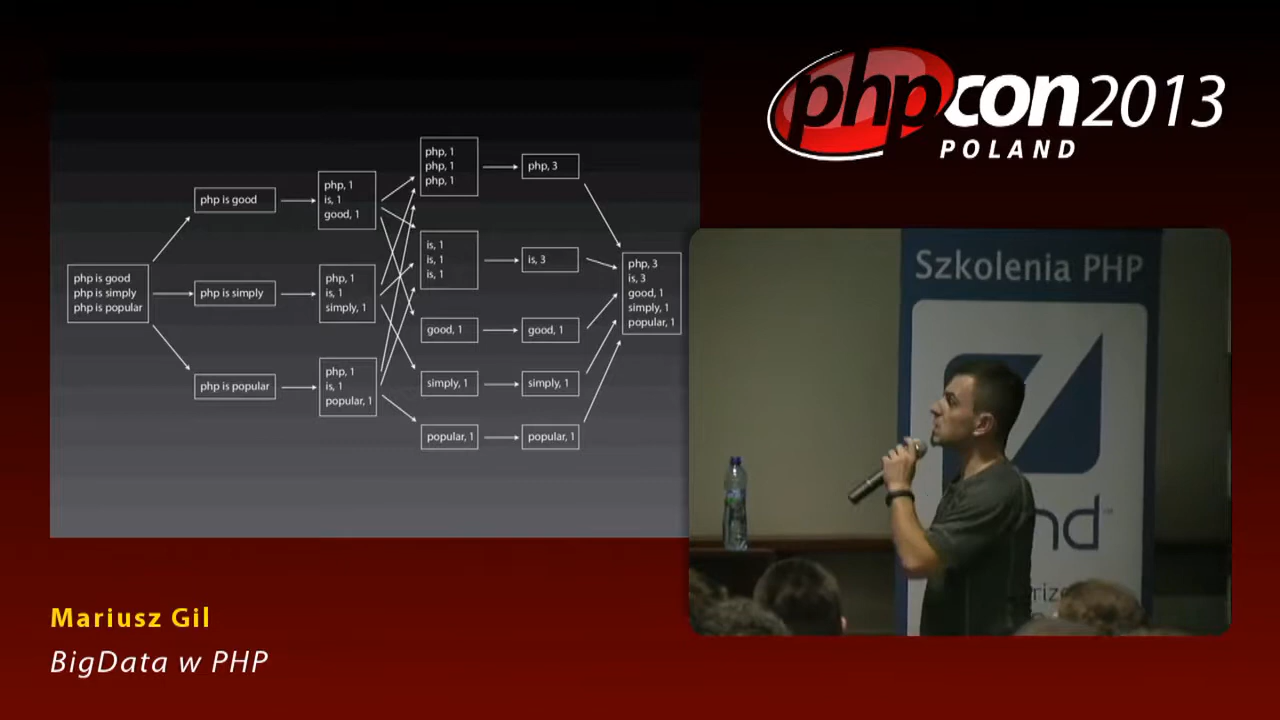 phpcon2013
POLAND
php is good
php is simply
php is popular
php is good
php is simply
php is popular
php, 1
is, 1
good, 1
php, 1
is, 1
simply, 1
php, 1
is, 1
popular, 1
php, 1
php, 1
php, 1
is, 1
is, 1
is, 1
good, 1
simply, 1
popular, 1
php, 3
is, 3
good, 1
simply, 1
popular, 1
php, 3
is, 3
good, 1
simply, 1
popular, 1
Szkolenia PHP
nd
Mariusz Gil
BigData w PHP